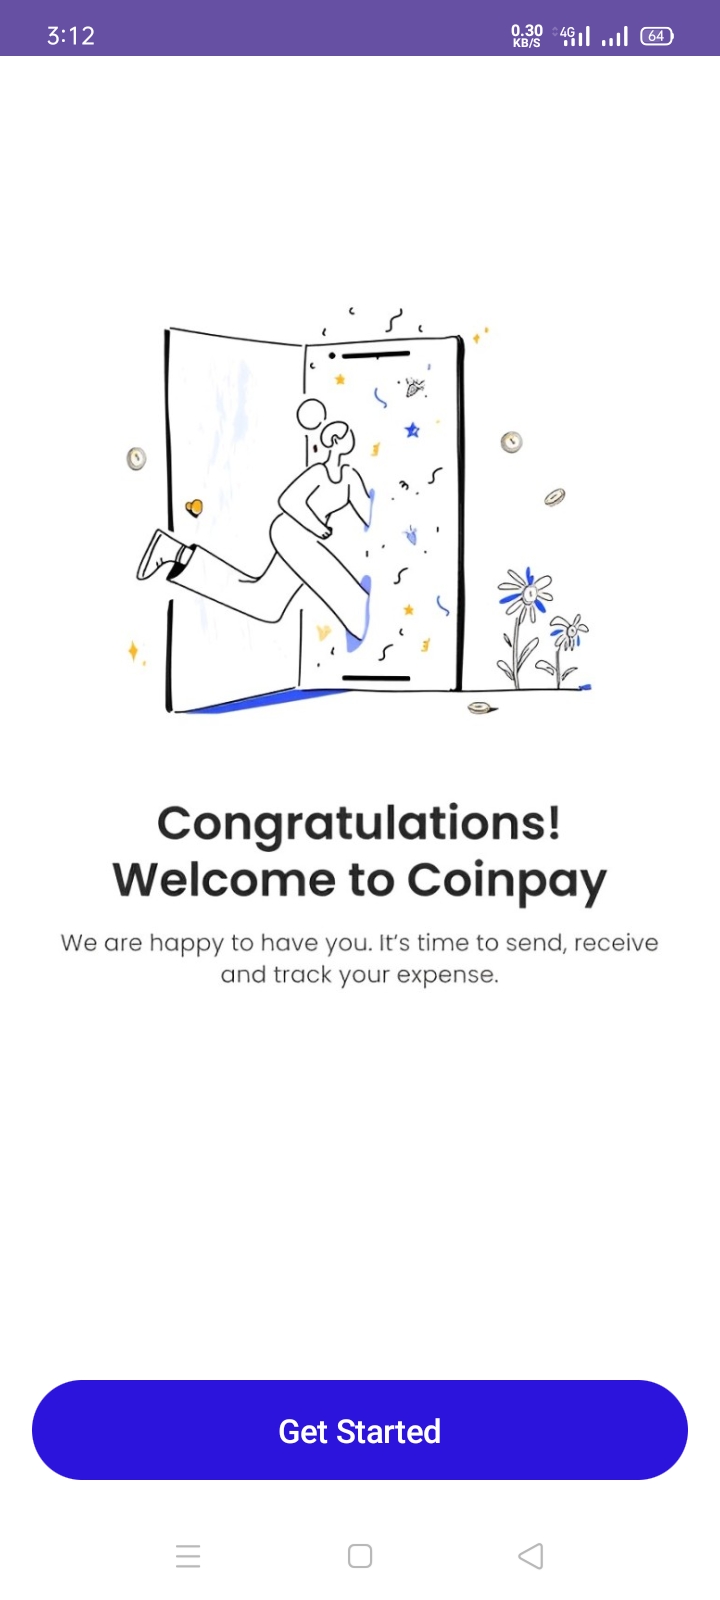 3:12
0.30
KB/S
4G
64
Congratulations!
Welcome to Coinpay
We are happy to have you. It's time to send, receive
and track your expense.
Get Started